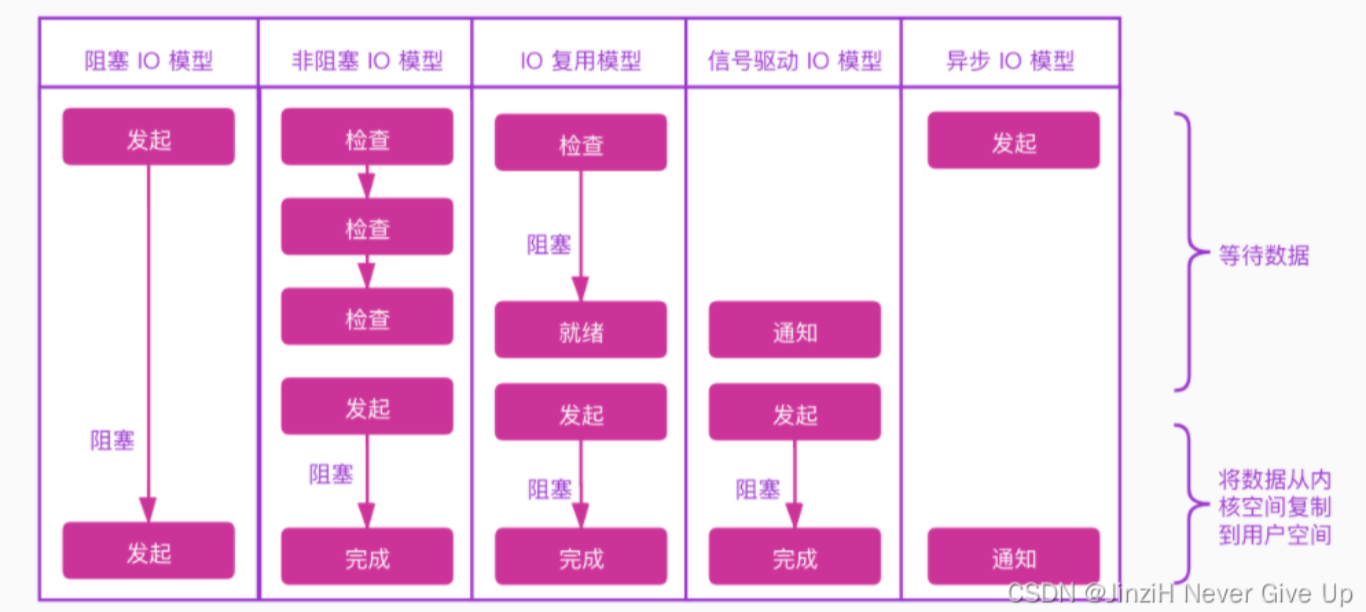 阻塞 IO 模型
非阻塞 IO 模型
IO 复用模型
信号驱动 IO 模型
异步 IO 模型
发起
阻塞
发起
检查
检查
检查
发起
阻塞
完成
检查
阻塞
就绪
发起
阻塞
完成
通知
发起
阻塞
完成
发起
通知
等待数据
将数据从内
核空间复制
到用户空间
CSDN @JinziH Never Give Up